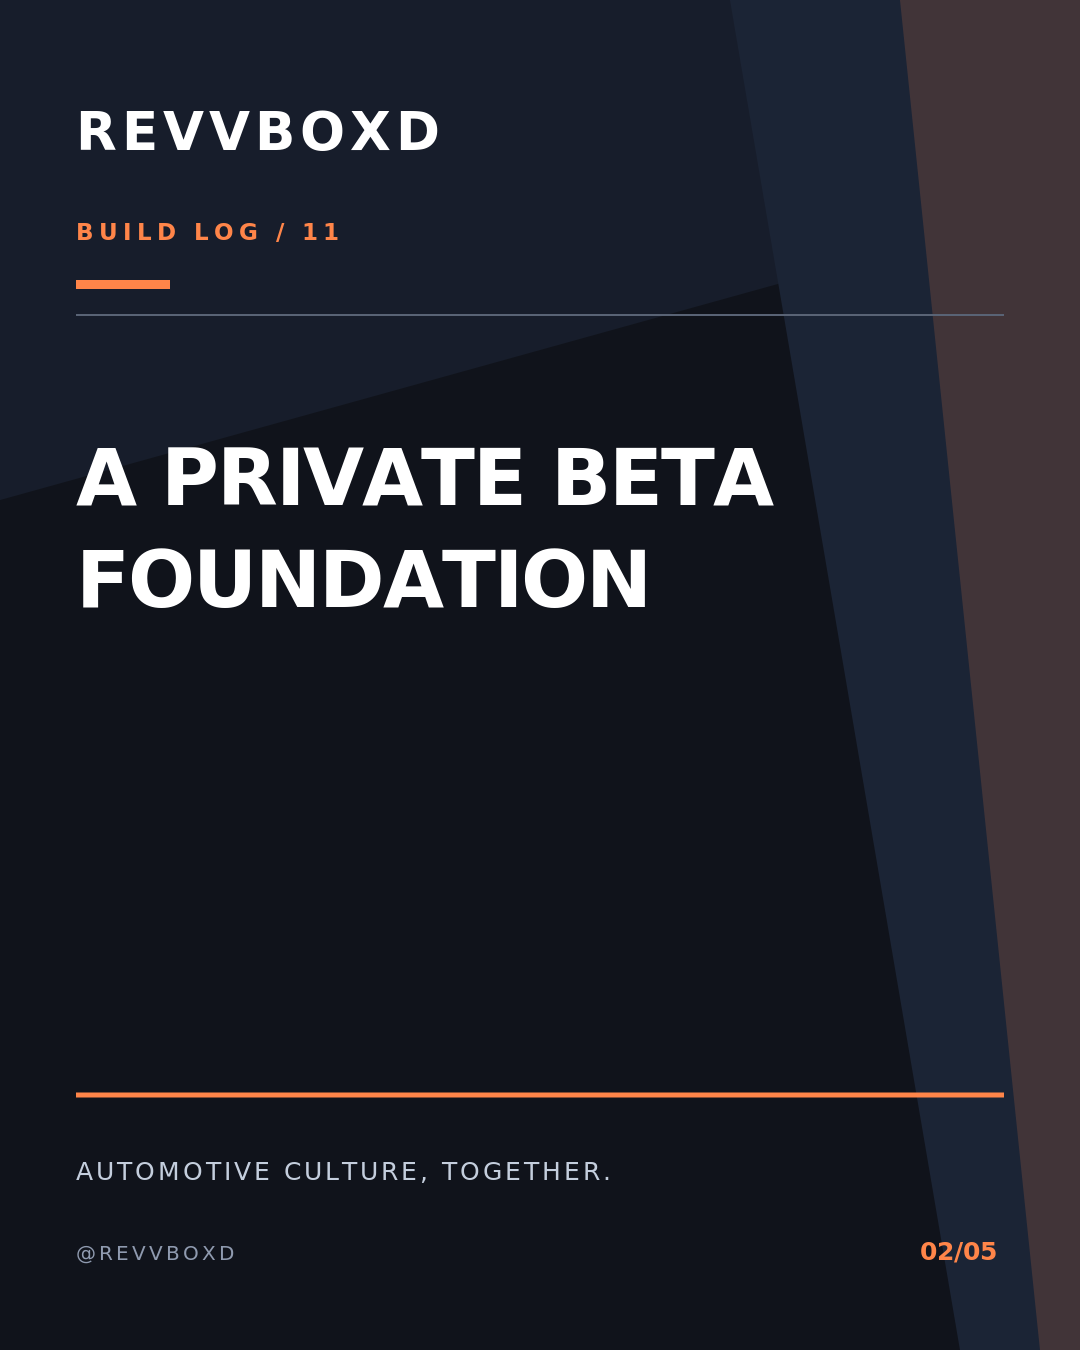 REVVBOXD
BUILD LOG / 11
A PRIVATE BETA
FOUNDATION
AUTOMOTIVE CULTURE, TOGETHER.
@REVVBOXD
02/05